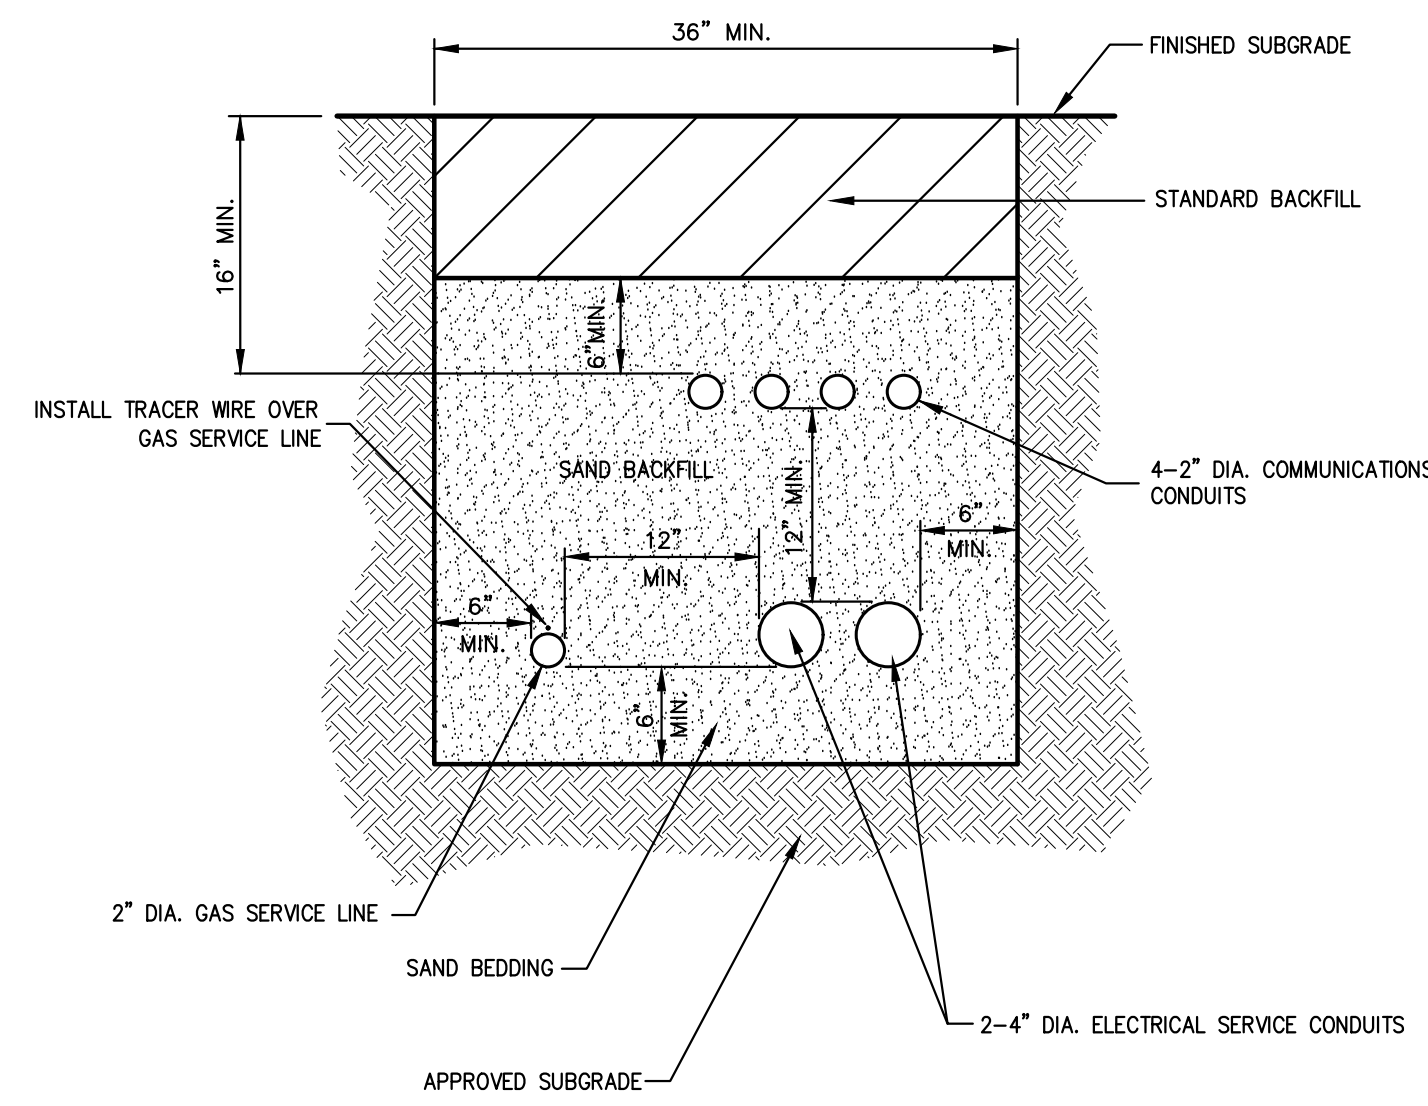 36” MIN.
FINISHED SUBGRADE
STANDARD BACKFILL
16” MIN.
6”MIN.
INSTALL TRACER WIRE OVER
GAS SERVICE LINE
SAND BACKFILL
12” MIN.
4-2” DIA. COMMUNICATIONS
CONDUITS
6”
MIN.
12”
MIN.
6”
MIN.
6”
MIN.
2” DIA. GAS SERVICE LINE
SAND BEDDING
2-4” DIA. ELECTRICAL SERVICE CONDUITS
APPROVED SUBGRADE